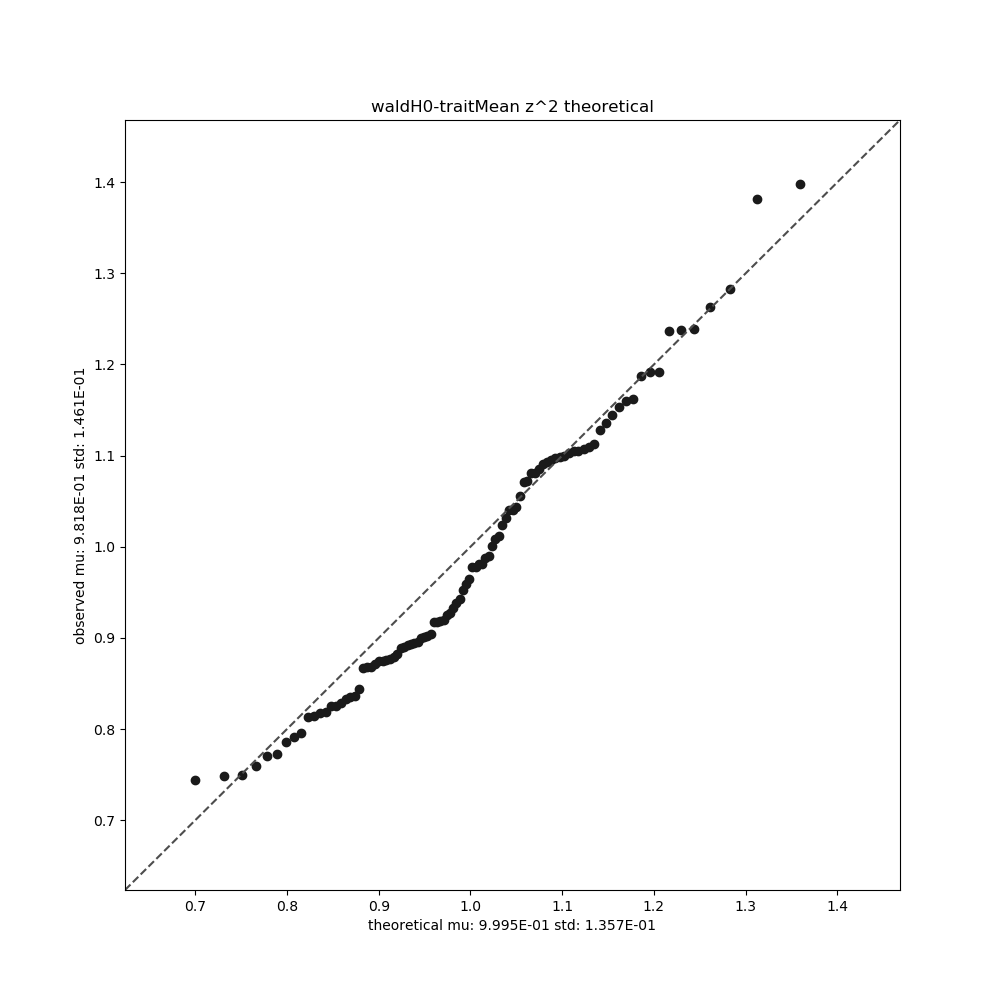 waldH0-traitMean z^2 theoretical
1.4
1.3
1.2
1.1
1.0
0.9
0.8
0.7
observed mu: 9.818E-01 std: 1.461E-01
0.7 0.8 0.9 1.0 1.1 1.2 1.3 1.4
theoretical mu: 9.995E-01 std: 1.357E-01